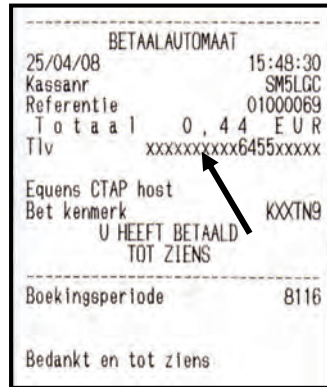 BETAALAUTOMAAT
25/04/08 15:48:30
Kassanr SM5LGC
Referentie 01000069
Totaal 0,44 EUR
Tlv xxxxxxxxxx6455xxxxx
Equens CTAP host
Bet kenmerk KXXTN9
U HEEFT BETAALD
TOT ZIENS
Boekingsperiode 8116
Bedankt en tot ziens